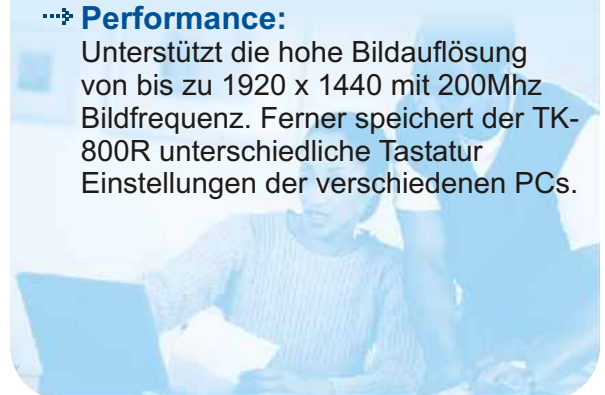 Performance:
Unterstützt die hohe Bildauflösung
von bis zu 1920 x 1440 mit 200Mhz
Bildfrequenz. Ferner speichert der TK-
800R unterschiedliche Tastatur
Einstellungen der verschiedenen PCs.